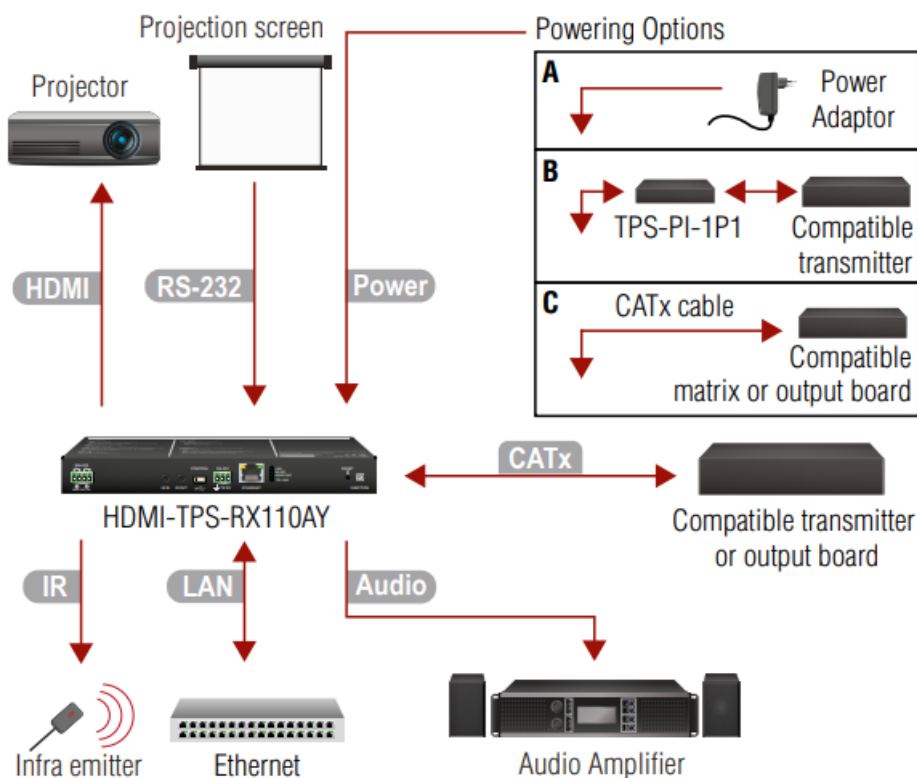 Projection screen
Powering Options
Projector
A
Power
Adaptor
B
TPS-PI-1P1
Compatible
transmitter
HDMI
RS-232
Power
C
CATx cable
Compatible
matrix or output board
CATx
HDMI-TPS-RX110AY
Compatible transmitter
or output board
IR
LAN
Audio
Infra emitter
Ethernet
Audio Amplifier